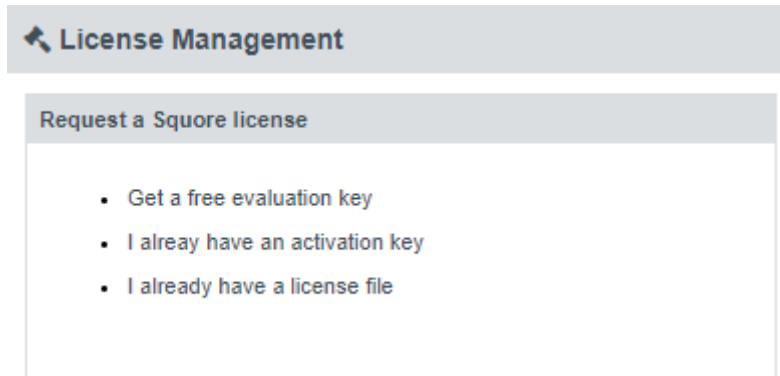 License Management
Request a Squore license
Get a free evaluation key
I alreay have an activation key
I already have a license file